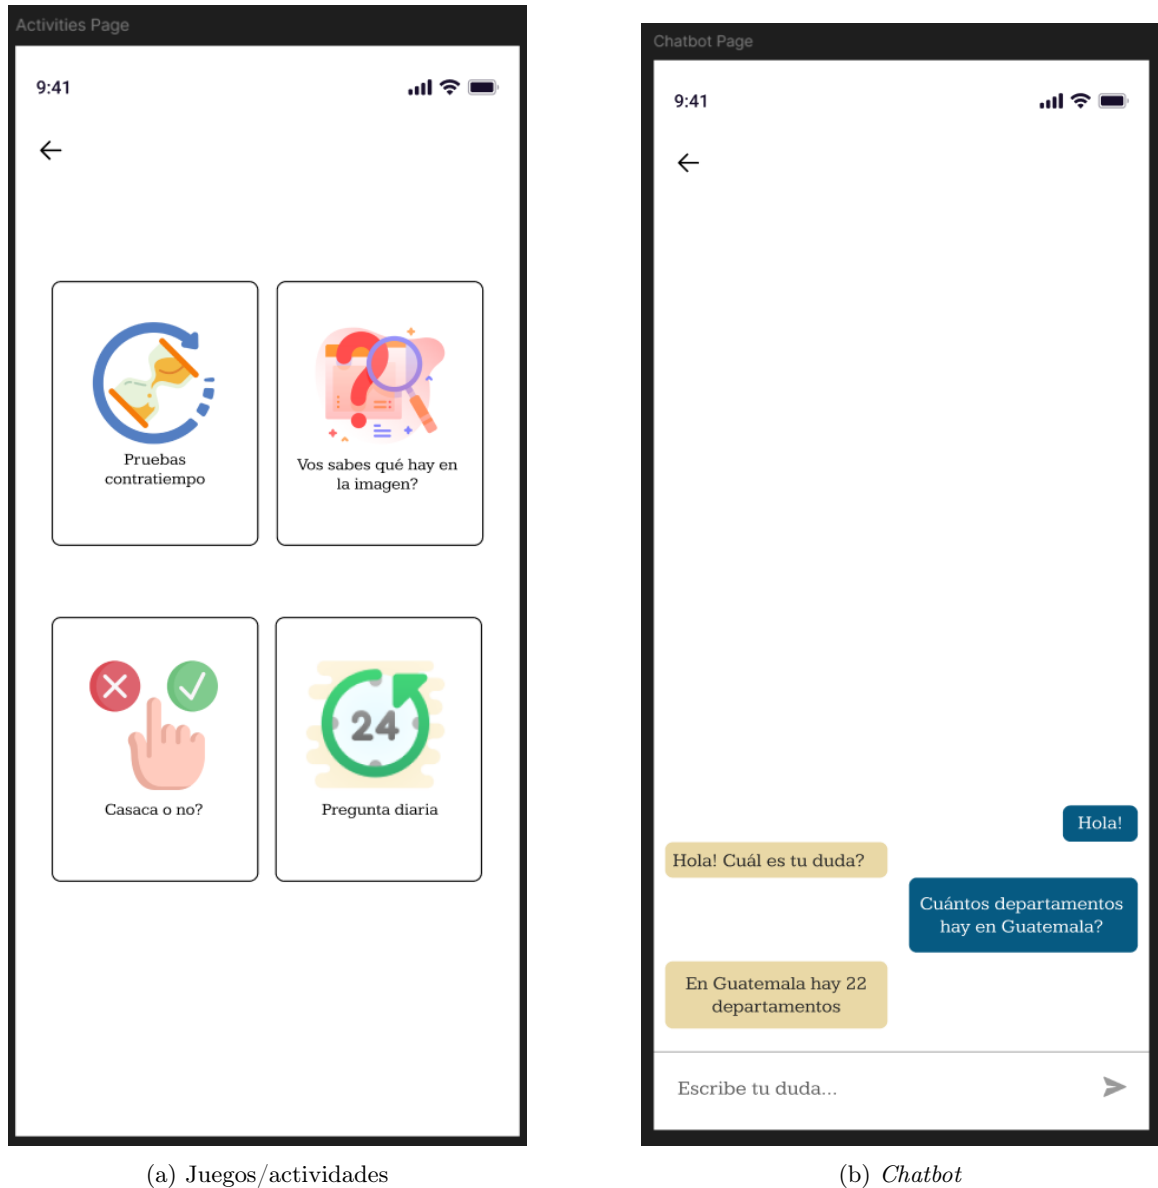 Activities Page
9:41
Pruebas
contratiempo
Vos sabes qué hay en
la imagen?
Casaca o no?
24
Pregunta diaria
(a) Juegos/actividades
Chatbot Page
9:41
Hola!
Hola! Cuál es tu duda?
Cuántos departamentos
hay en Guatemala?
En Guatemala hay 22
departamentos
Escribe tu duda...
(b) Chatbot